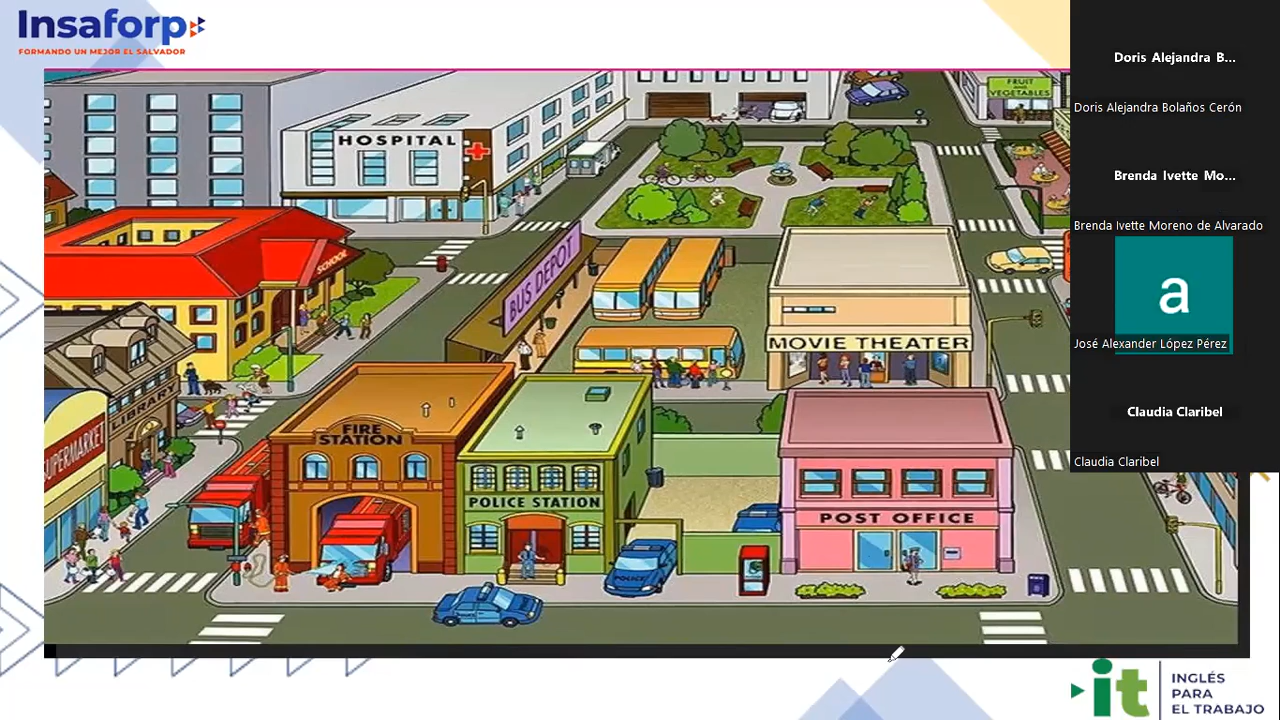 Insaforp
FORMANDO UN MEJOR EL SALVADOR
HOSPITAL
FRUIT
AND
VEGETABLES
SCHOOL
BUS DEPOT
MOVIE THEATER
LIBRARY
SUPERMARKET
FIRE
STATION
POLICE STATION
POLICE
POST OFFICE
Doris Alejandra B...
Doris Alejandra Bolaños Cerón
Brenda Ivette Mo...
Brenda Ivette Moreno de Alvarado
a
José Alexander López Pérez
Claudia Claribel
Claudia Claribel
it
INGLÉS
PARA
EL TRABAJO